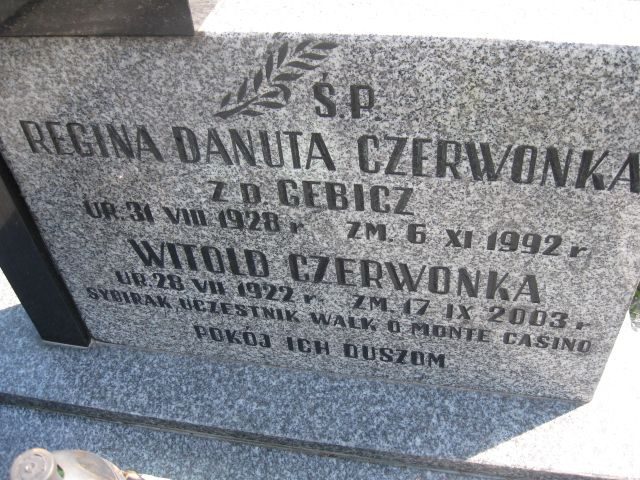 Ś.P.
REGINA DANUTA CZERWONKA
Z D. GEBICZ
UR. 31 VIII 1928 r. ZM. 6 XI 1992 r.
WITOLD CZERWONKA
UR. 28 VII 1922 r. ZM. 17 IX 2003 r.
SYBIRAK, UCZESTNIK WALK O MONTE CASINO
POKÓJ ICH DUSZOM